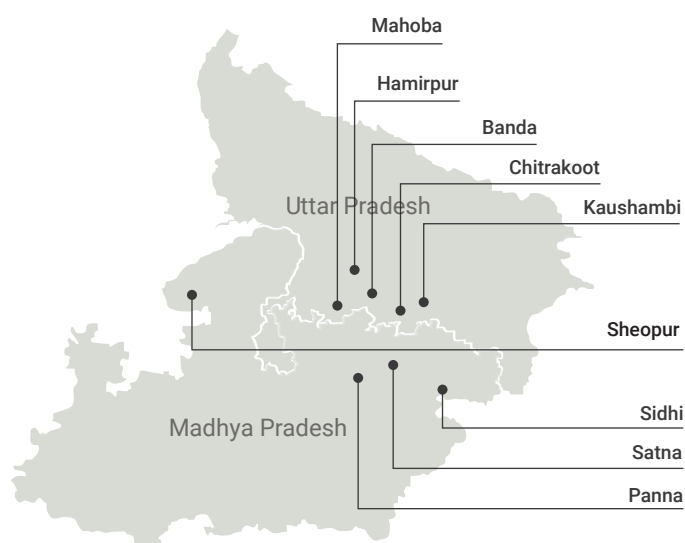 Mahoba
Hamirpur
Banda
Chitrakoot
Uttar Pradesh
Kaushambi
Sheopur
Sidhi
Madhya Pradesh
Satna
Panna